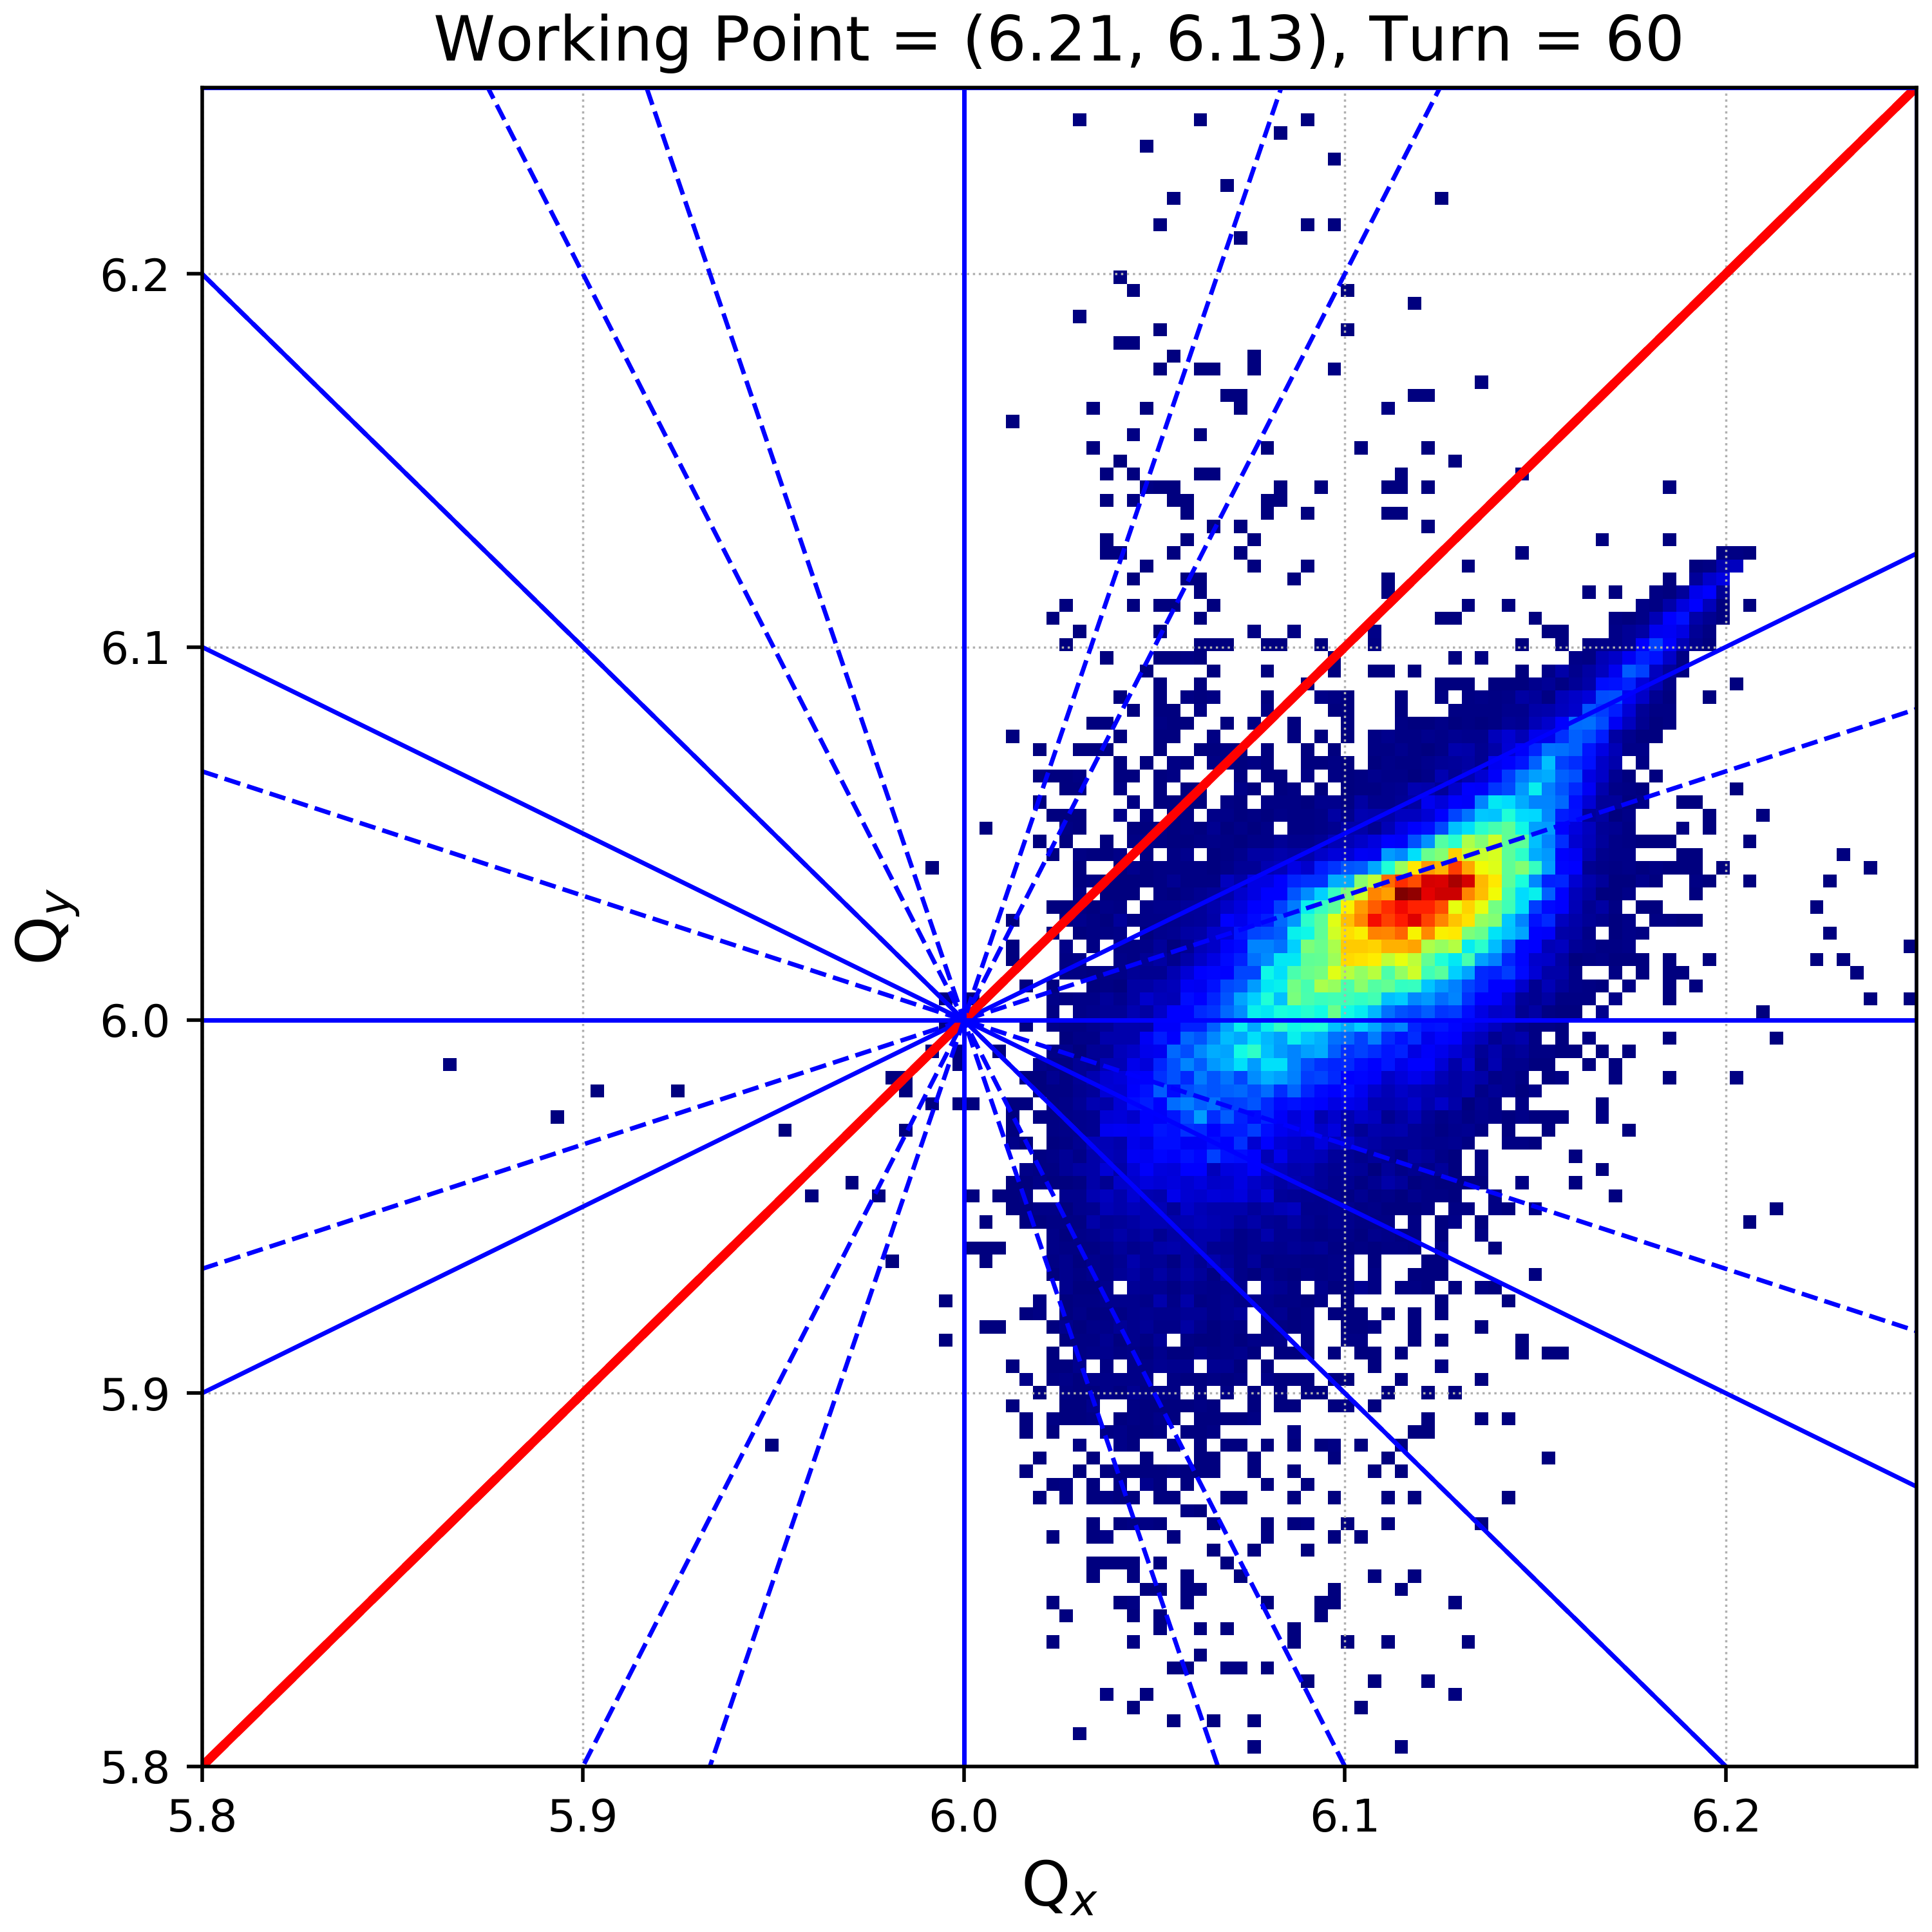 Working Point = (6.21, 6.13), Turn = 60
6.2
6.1
6.0
5.9
5.8
Qy
5.8 5.9 6.0 6.1 6.2
Qx